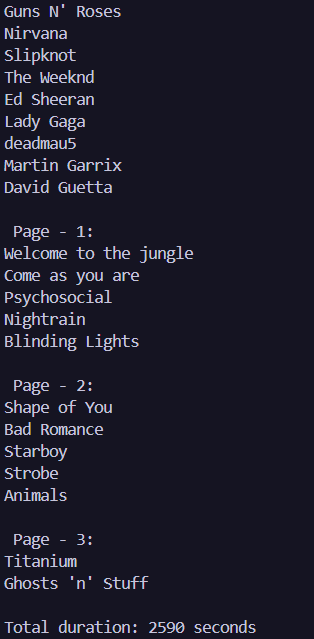 Guns N' Roses
Nirvana
Slipknot
The Weeknd
Ed Sheeran
Lady Gaga
deadmau5
Martin Garrix
David Guetta
Page - 1:
Welcome to the jungle
Come as you are
Psychosocial
Nightrain
Blinding Lights
Page - 2:
Shape of You
Bad Romance
Starboy
Strobe
Animals
Page - 3:
Titanium
Ghosts 'n' Stuff
Total duration: 2590 seconds